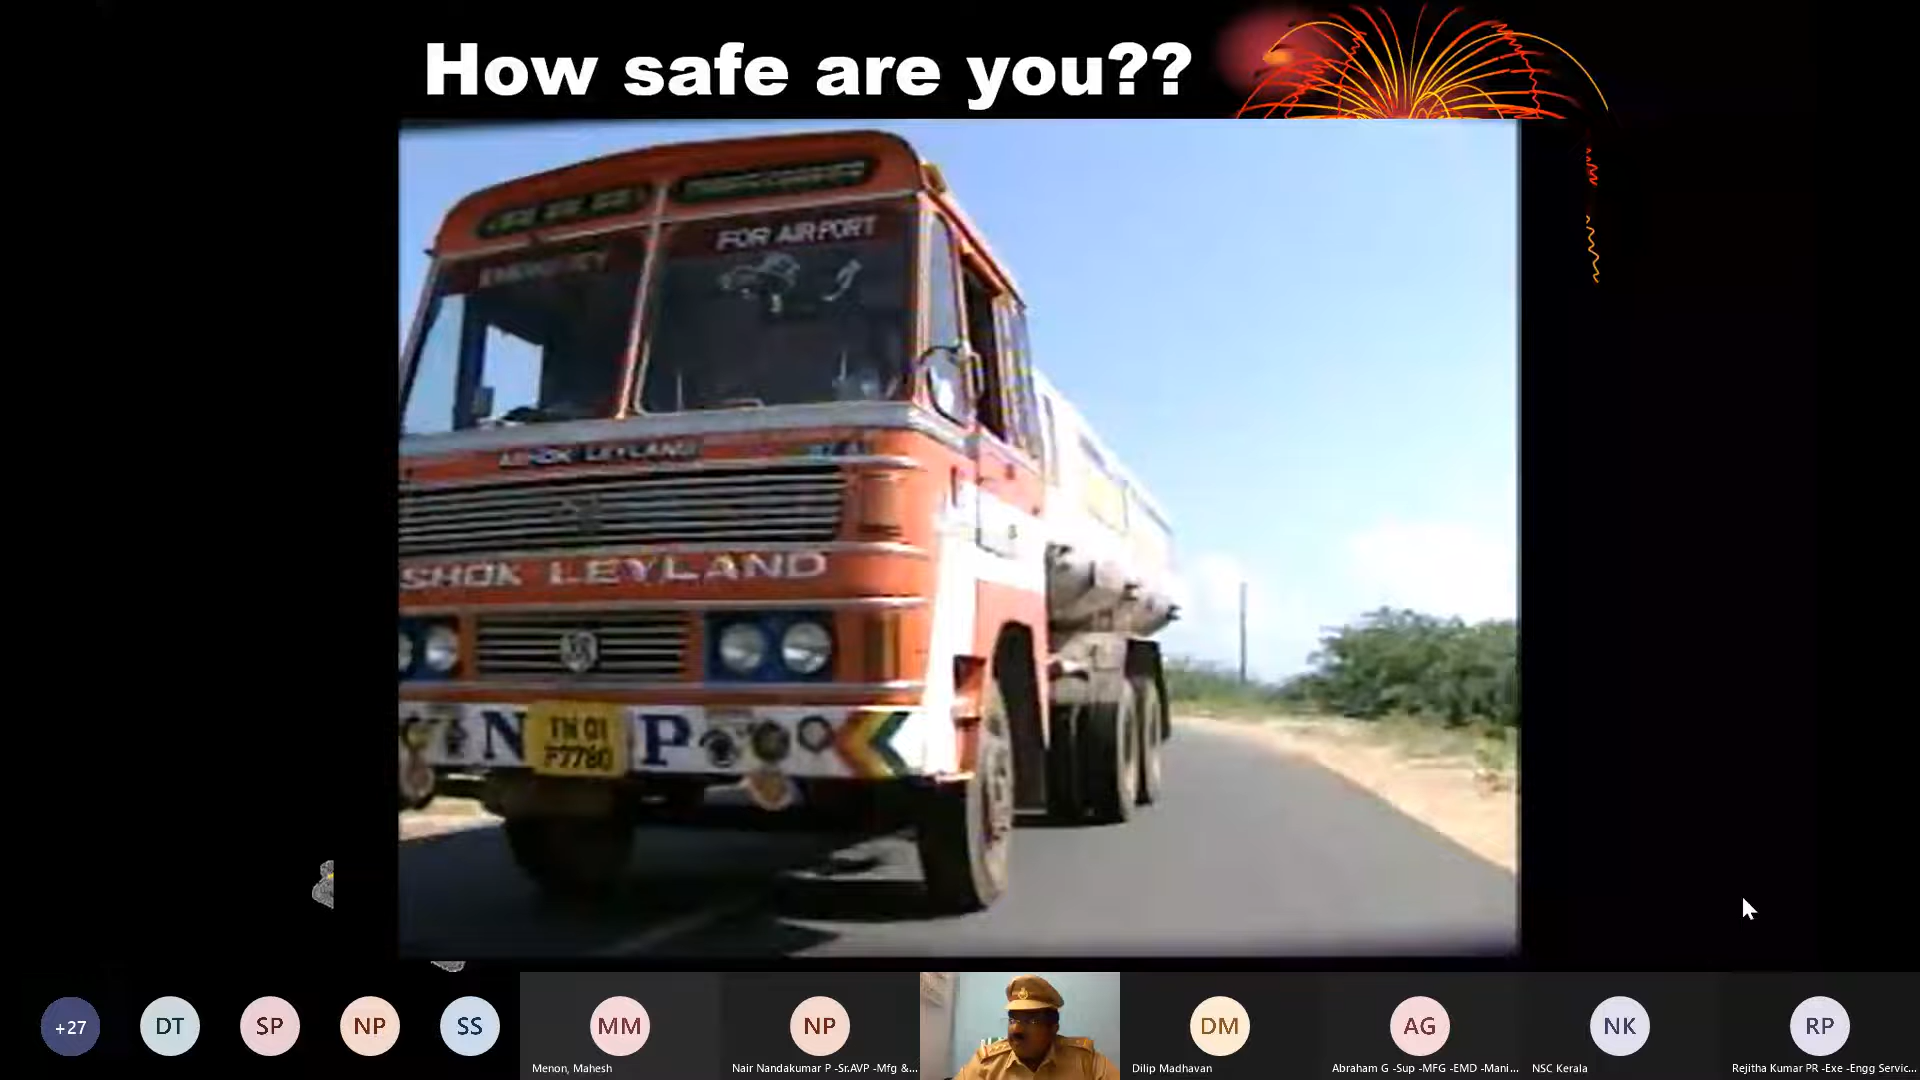 How safe are you??
FOR AIRPORT
ASHOK LEYLAND
SHOK LEYLAND
N
TN 01
P
F7780
+27
DT
SP
NP
SS
MM
NP
DM
AG
NK
RP
Menon, Mahesh
Nair Nandakumar P -Sr.AVP -Mfg &...
Dilip Madhavan
Abraham G -Sup -MFG -EMD -Mani...
NSC Kerala
Rejitha Kumar PR -Exe -Engg Servic...